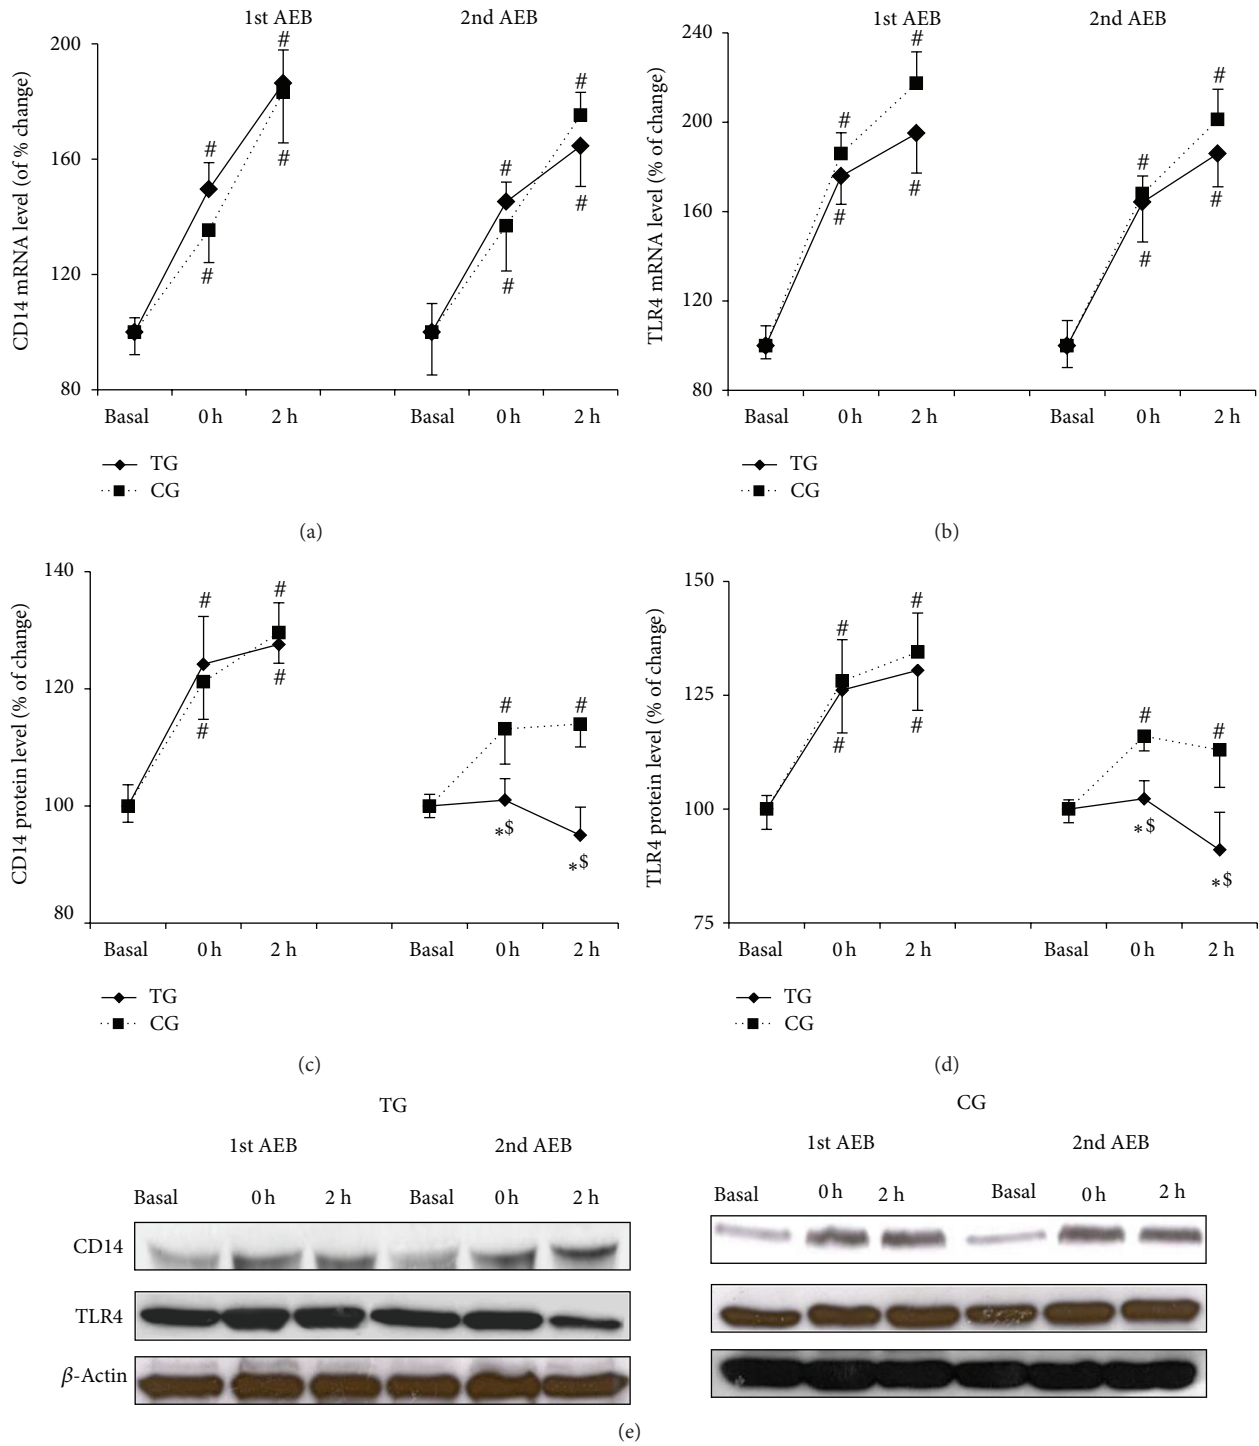 1st AEB 2nd AEB
CD14 mRNA level (of % change)
200
160
120
80
# # # # # # # #
Basal 0 h 2 h Basal 0 h 2 h
TG
CG
(a)
1st AEB 2nd AEB
TLR4 mRNA level (% of change)
240
200
160
120
80
# # # # # # # #
Basal 0 h 2 h Basal 0 h 2 h
TG
CG
(b)
CD14 protein level (% of change)
140
120
100
80
# # # # # #
*$ *$
Basal 0 h 2 h Basal 0 h 2 h
TG
CG
(c)
TLR4 protein level (% of change)
150
125
100
75
# # # # # #
*$ *$
Basal 0 h 2 h Basal 0 h 2 h
TG
CG
(d)
TG
1st AEB 2nd AEB
Basal 0 h 2 h Basal 0 h 2 h
CD14
TLR4
β-Actin
CG
1st AEB 2nd AEB
Basal 0 h 2 h Basal 0 h 2 h
(e)